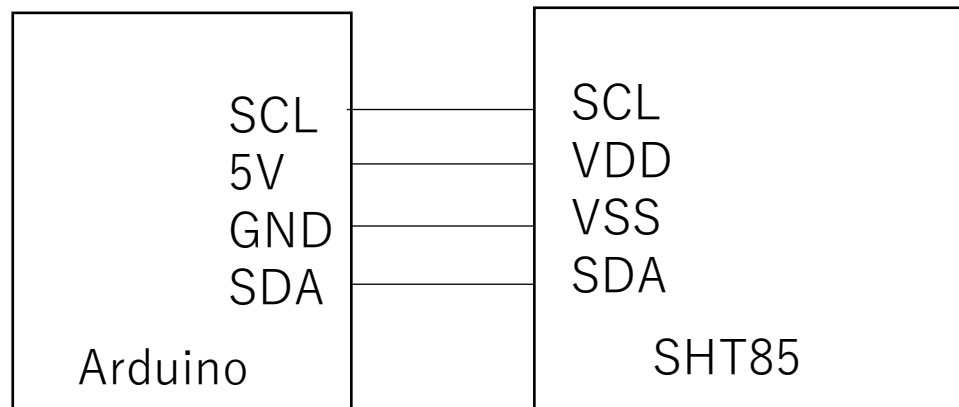 SCL
5V
GND
SDA
Arduino
SCL
VDD
VSS
SDA
SHT85